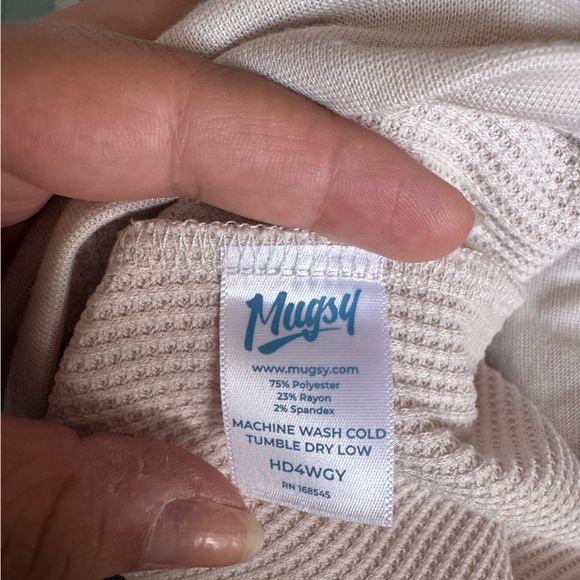 Mugsy
www.mugsy.com
75% Polyester
23% Rayon
2% Spandex
MACHINE WASH COLD
TUMBLE DRY LOW
HD4WGY
RN 168545